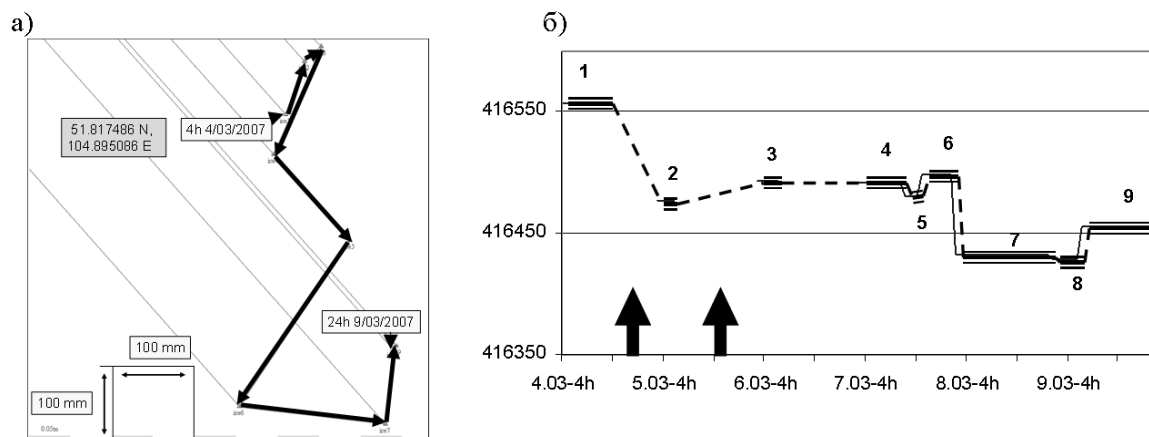 а)
51.817486 N,
104.895086 E
4h 4/03/2007
24h 9/03/2007
100 mm
100 mm
б)
1
2
3
4
5
6
7
8
9
416550
416450
416350
4.03-4h
5.03-4h
6.03-4h
7.03-4h
8.03-4h
9.03-4h